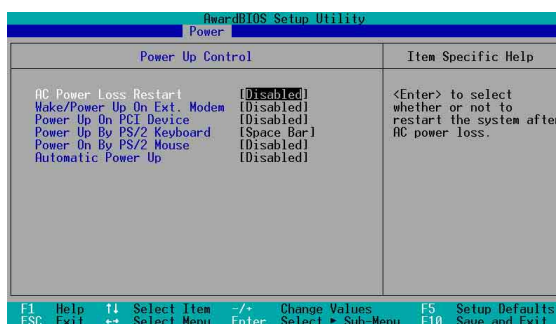 AwardBIOS Setup Utility
Power
Power Up Control
Item Specific Help
AC Power Loss Restart [Disabled]
Wake/Power Up On Ext. Modem [Disabled]
Power Up On PCI Device [Disabled]
Power Up By PS/2 Keyboard [Space Bar]
Power On By PS/2 Mouse [Disabled]
Automatic Power Up [Disabled]
<Enter> to select
whether or not to
restart the system after
AC power loss.
F1 Help ↑↓ Select Item -/+ Change Values F5 Setup Defaults
ESC Exit ←→ Select Menu Enter Select ► Sub-Menu F10 Save and Exit